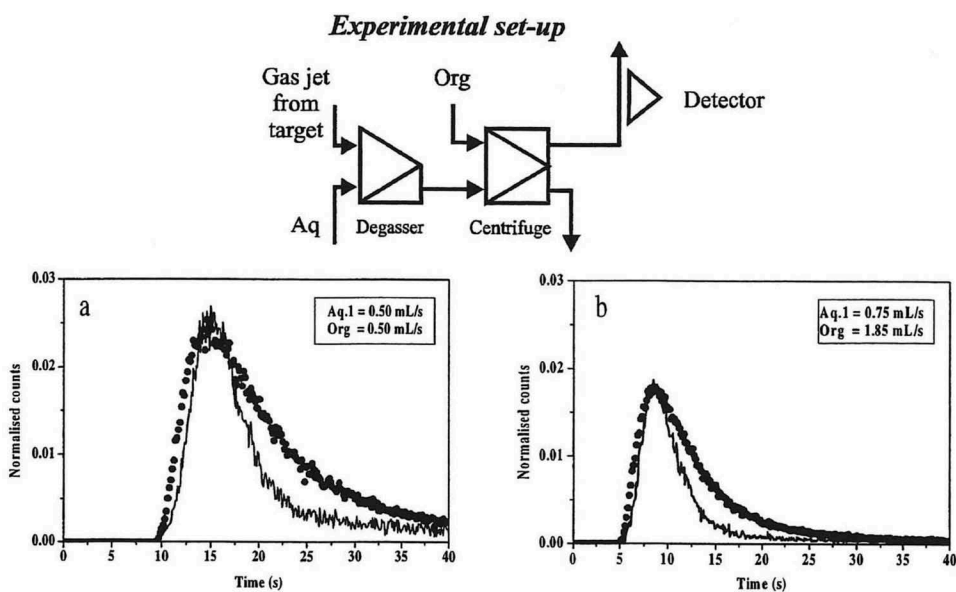 Experimental set-up
Gas jet
from
target
Org
Detector
Aq
Degasser
Centrifuge
0.03
0.02
0.01
0.00
Normalised counts
a
Aq.1 = 0.50 mL/s
Org = 0.50 mL/s
0 5 10 15 20 25 30 35 40
Time (s)
0.03
0.02
0.01
0.00
Normalised counts
b
Aq.1 = 0.75 mL/s
Org = 1.85 mL/s
0 5 10 15 20 25 30 35 40
Time (s)